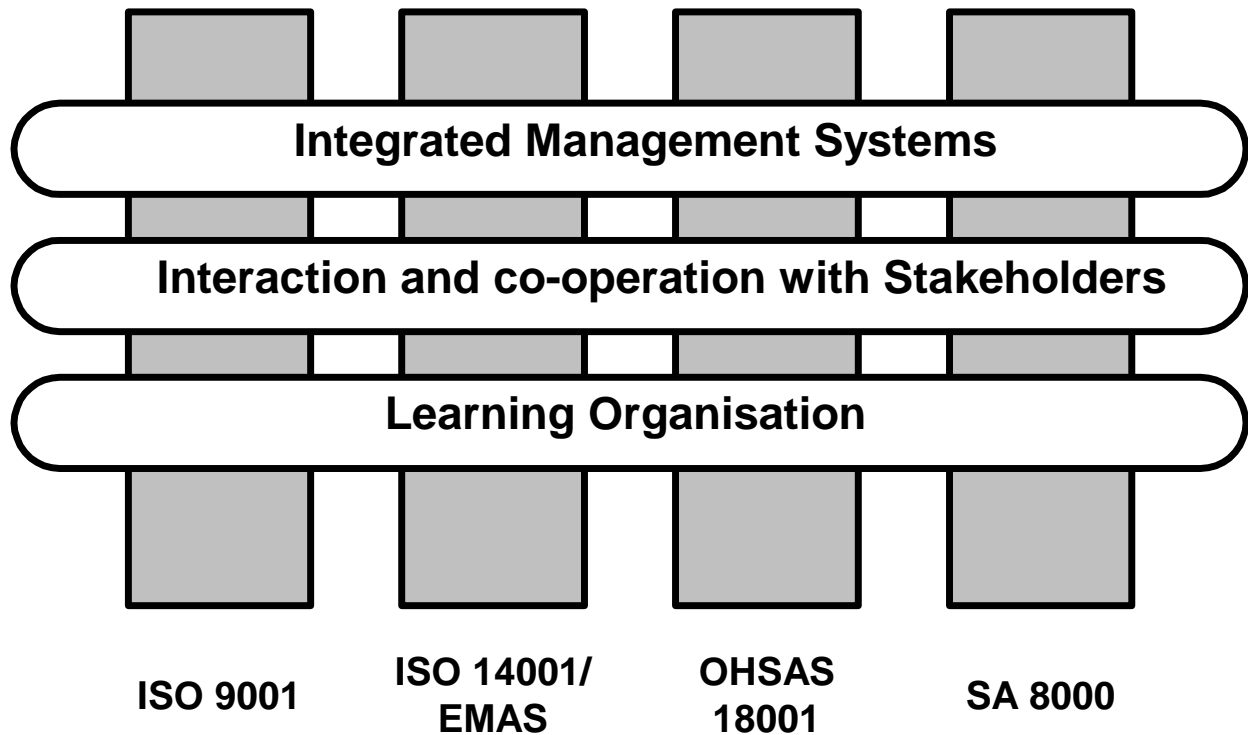 Integrated Management Systems
Interaction and co-operation with Stakeholders
Learning Organisation
ISO 9001
ISO 14001/
EMAS
OHSAS
18001
SA 8000